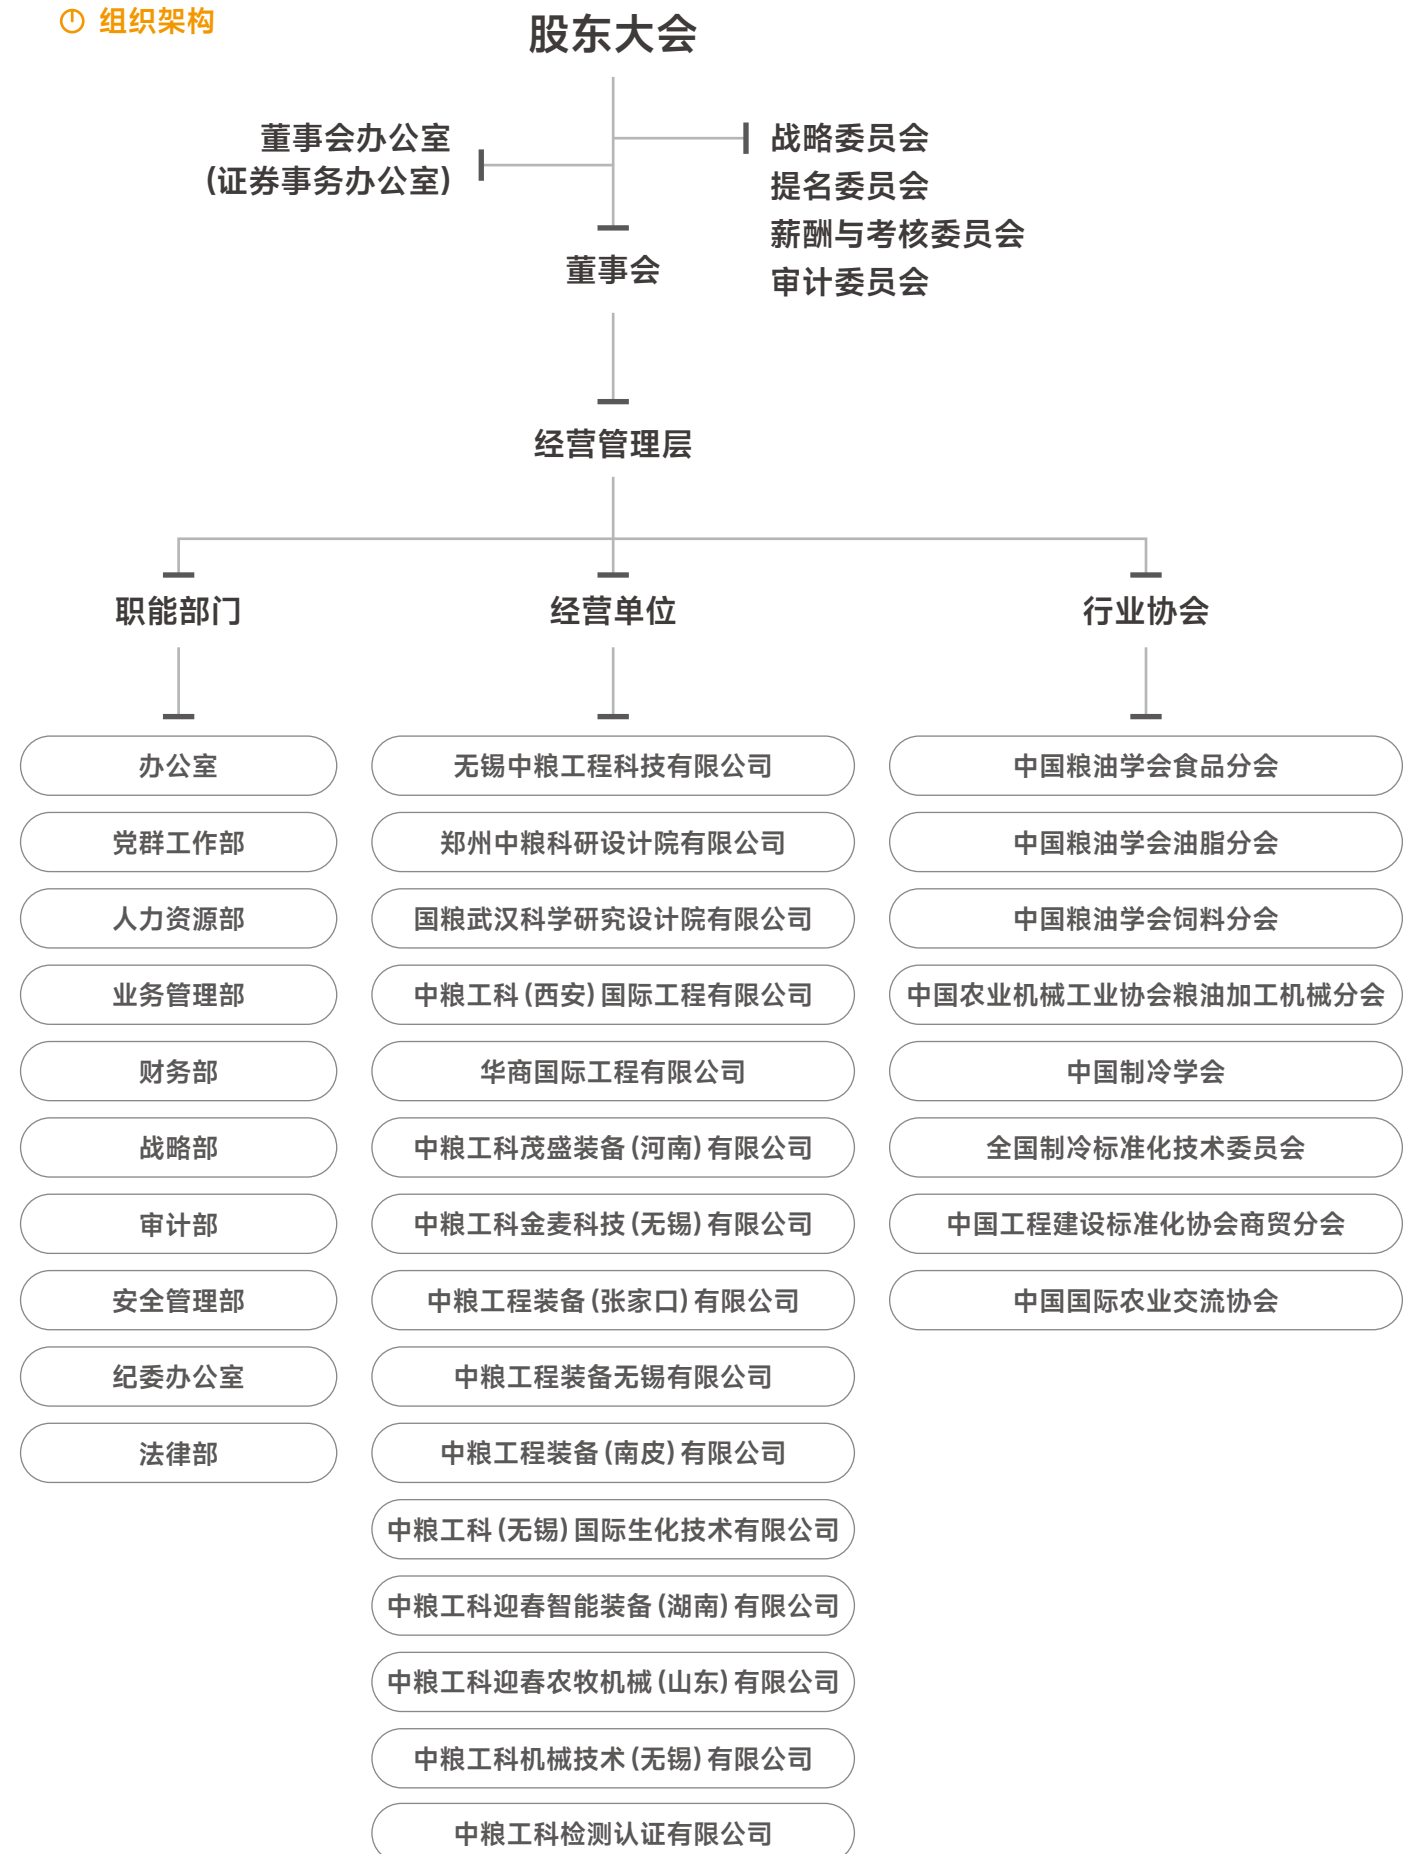 组织架构
股东大会
董事会办公室
(证券事务办公室)
战略委员会
提名委员会
薪酬与考核委员会
审计委员会
董事会
经营管理层
职能部门
经营单位
行业协会
办公室
党群工作部
人力资源部
业务管理部
财务部
战略部
审计部
安全管理部
纪委办公室
法律部
无锡中粮工程科技有限公司
郑州中粮科研设计院有限公司
国粮武汉科学研究设计院有限公司
中粮工科(西安)国际工程有限公司
华商国际工程有限公司
中粮工科茂盛装备(河南)有限公司
中粮工科金麦科技(无锡)有限公司
中粮工程装备(张家口)有限公司
中粮工程装备无锡有限公司
中粮工程装备(南皮)有限公司
中粮工科(无锡)国际生化技术有限公司
中粮工科迎春智能装备(湖南)有限公司
中粮工科迎春农牧机械(山东)有限公司
中粮工科机械技术(无锡)有限公司
中粮工科检测认证有限公司
中国粮油学会食品分会
中国粮油学会油脂分会
中国粮油学会饲料分会
中国农业机械工业协会粮油加工机械分会
中国制冷学会
全国制冷标准化技术委员会
中国工程建设标准化协会商贸分会
中国国际农业交流协会